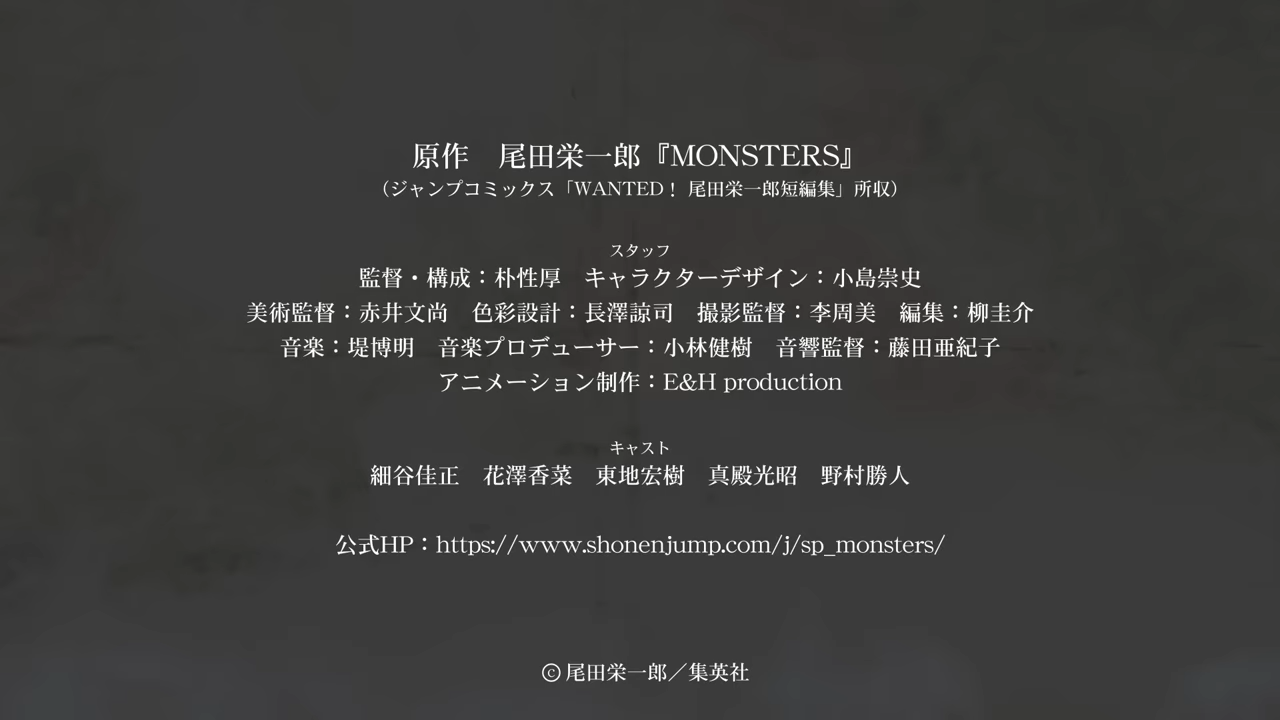 原作　尾田栄一郎『MONSTERS』
（ジャンプコミックス「WANTED！ 尾田栄一郎短編集」所収）
スタッフ
監督・構成：朴性厚　キャラクターデザイン：小島崇史
美術監督：赤井文尚　色彩設計：長澤諒司　撮影監督：李周美　編集：柳圭介
音楽：堤博明　音楽プロデューサー：小林健樹　音響監督：藤田亜紀子
アニメーション制作：E&H production
キャスト
細谷佳正　花澤香菜　東地宏樹　真殿光昭　野村勝人
公式HP：https://www.shonenjump.com/j/sp_monsters/
©尾田栄一郎／集英社